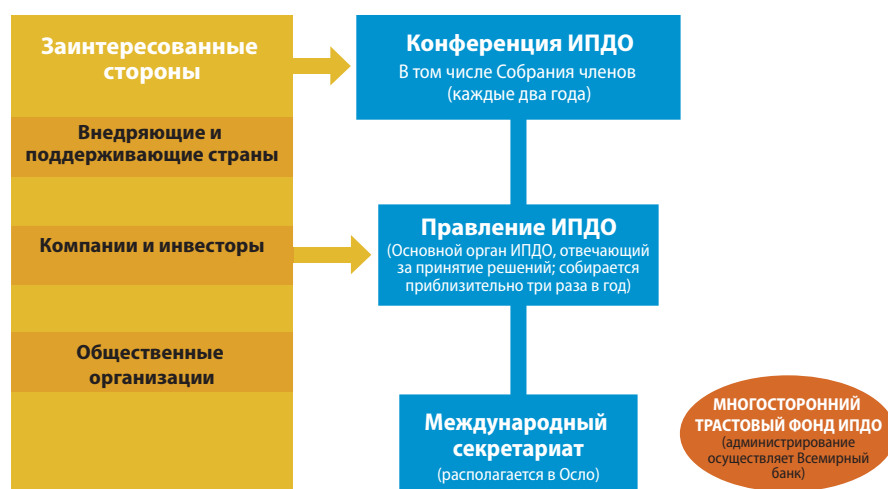 Заинтересованные
стороны
Внедряющие и
поддерживающие страны
Компании и инвесторы
Общественные
организации
Конференция ИПДО
В том числе Собрания членов
(каждые два года)
Правление ИПДО
(Основной орган ИПДО, отвечающий
за принятие решений; собирается
приблизительно три раза в год)
Международный
секретариат
(располагается в Осло)
МНОГОСТОРОННИЙ
ТРАСТОВЫЙ ФОНД ИПДО
(администрирование
осуществляет Всемирный
банк)